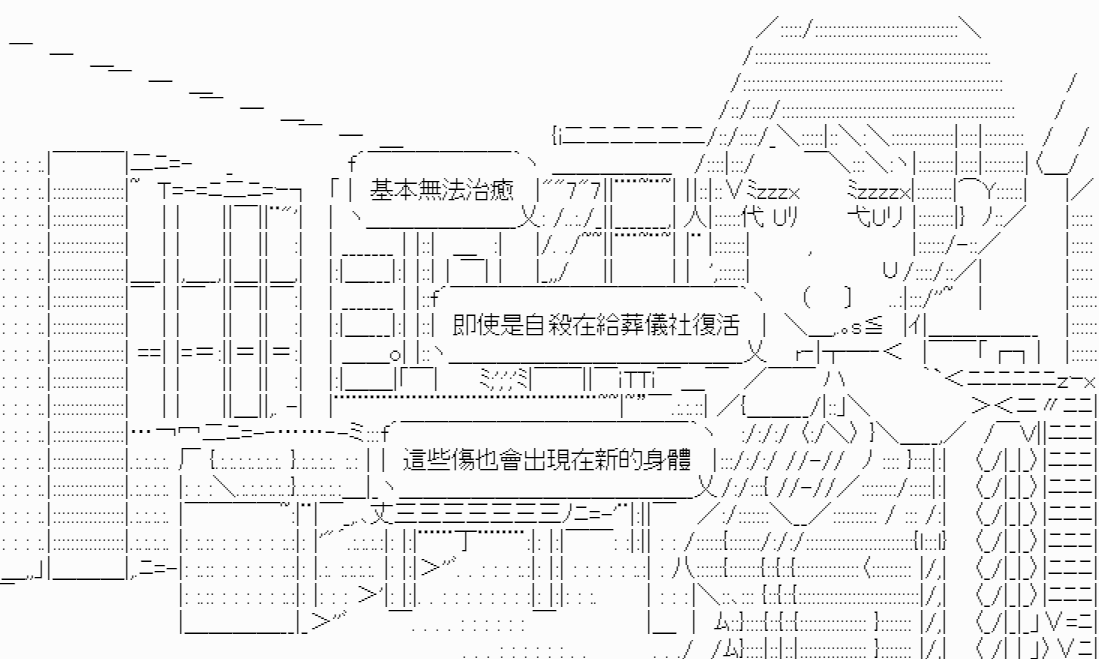 基本無法治癒
即使是自殺在給葬儀社復活
這些傷也會出現在新的身體